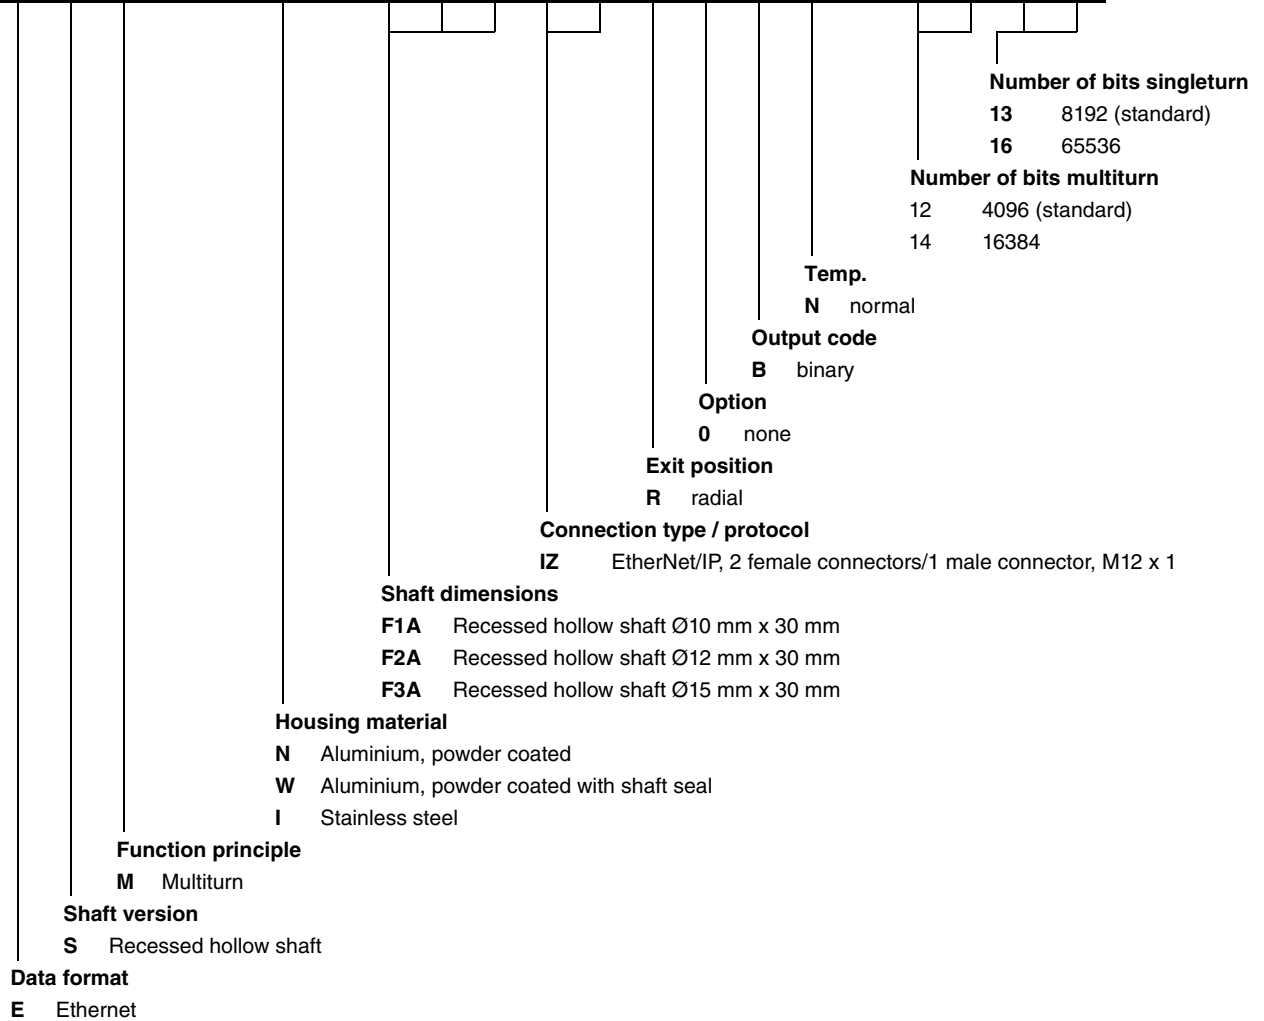 Number of bits singleturn
13 8192 (standard)
16 65536
Number of bits multiturn
12 4096 (standard)
14 16384
Temp.
N normal
Output code
B binary
Option
0 none
Exit position
R radial
Connection type / protocol
IZ EtherNet/IP, 2 female connectors/1 male connector, M12 x 1
Shaft dimensions
F1A Recessed hollow shaft Ø10 mm x 30 mm
F2A Recessed hollow shaft Ø12 mm x 30 mm
F3A Recessed hollow shaft Ø15 mm x 30 mm
Housing material
N Aluminium, powder coated
W Aluminium, powder coated with shaft seal
I Stainless steel
Function principle
M Multiturn
Shaft version
S Recessed hollow shaft
Data format
E Ethernet